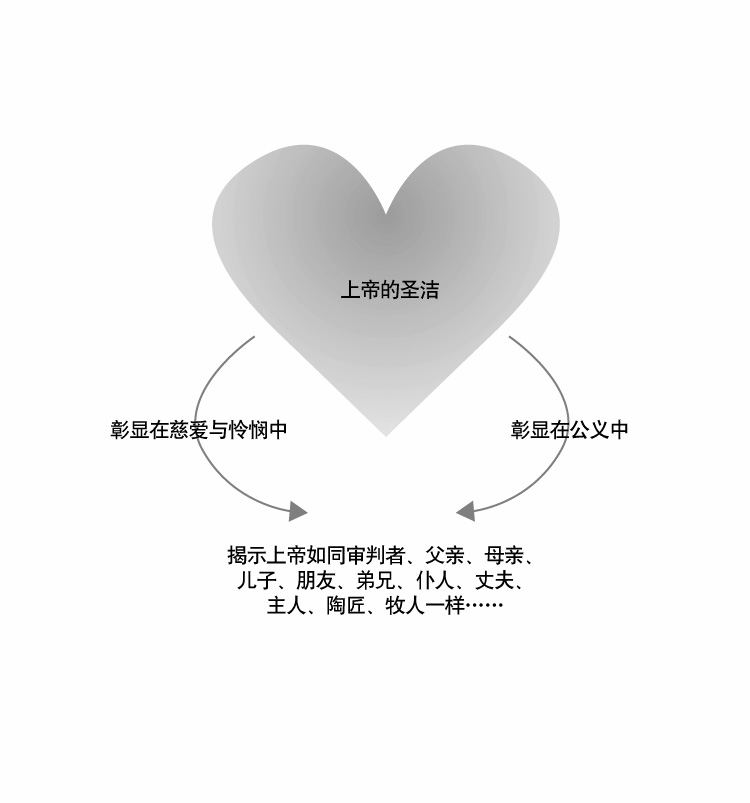 上帝的圣洁
彰显在慈爱与怜悯中
彰显在公义中
揭示上帝如同审判者、父亲、母亲、
儿子、朋友、弟兄、仆人、丈夫、
主人、陶匠、牧人一样……